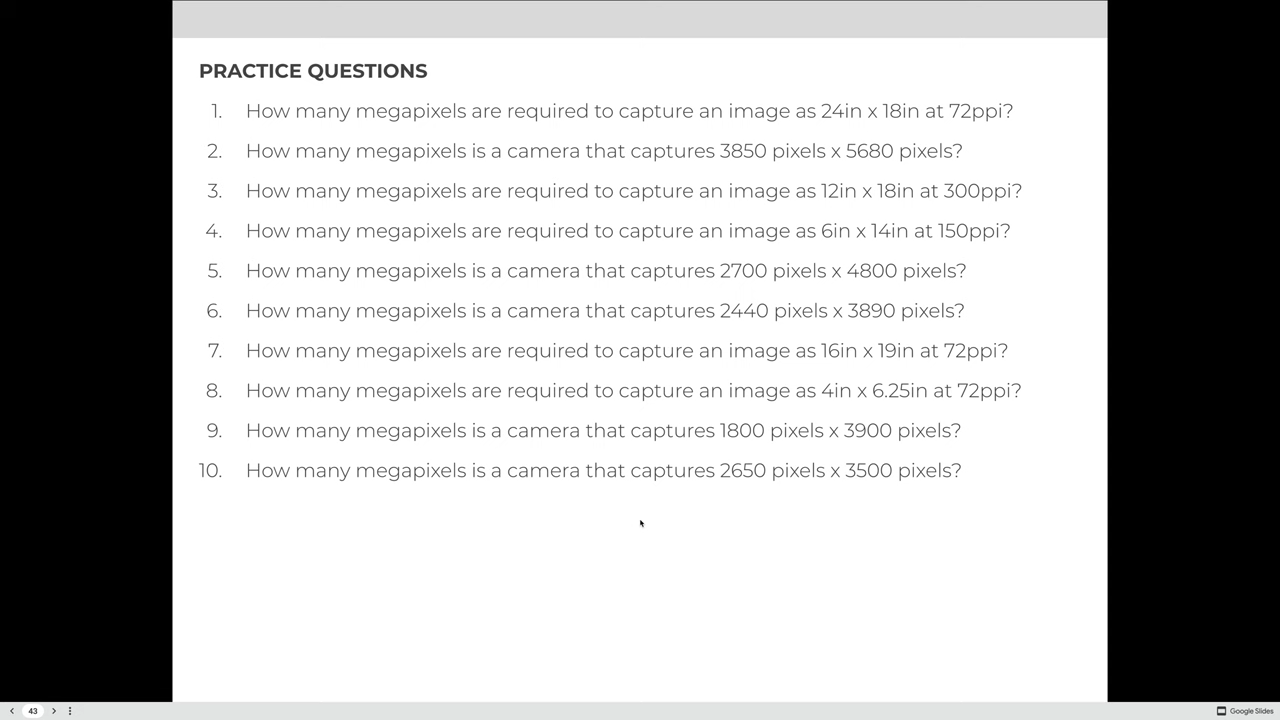 PRACTICE QUESTIONS
1. How many megapixels are required to capture an image as 24in x 18in at 72ppi?
2. How many megapixels is a camera that captures 3850 pixels x 5680 pixels?
3. How many megapixels are required to capture an image as 12in x 18in at 300ppi?
4. How many megapixels are required to capture an image as 6in x 14in at 150ppi?
5. How many megapixels is a camera that captures 2700 pixels x 4800 pixels?
6. How many megapixels is a camera that captures 2440 pixels x 3890 pixels?
7. How many megapixels are required to capture an image as 16in x 19in at 72ppi?
8. How many megapixels are required to capture an image as 4in x 6.25in at 72ppi?
9. How many megapixels is a camera that captures 1800 pixels x 3900 pixels?
10. How many megapixels is a camera that captures 2650 pixels x 3500 pixels?
43
Google Slides